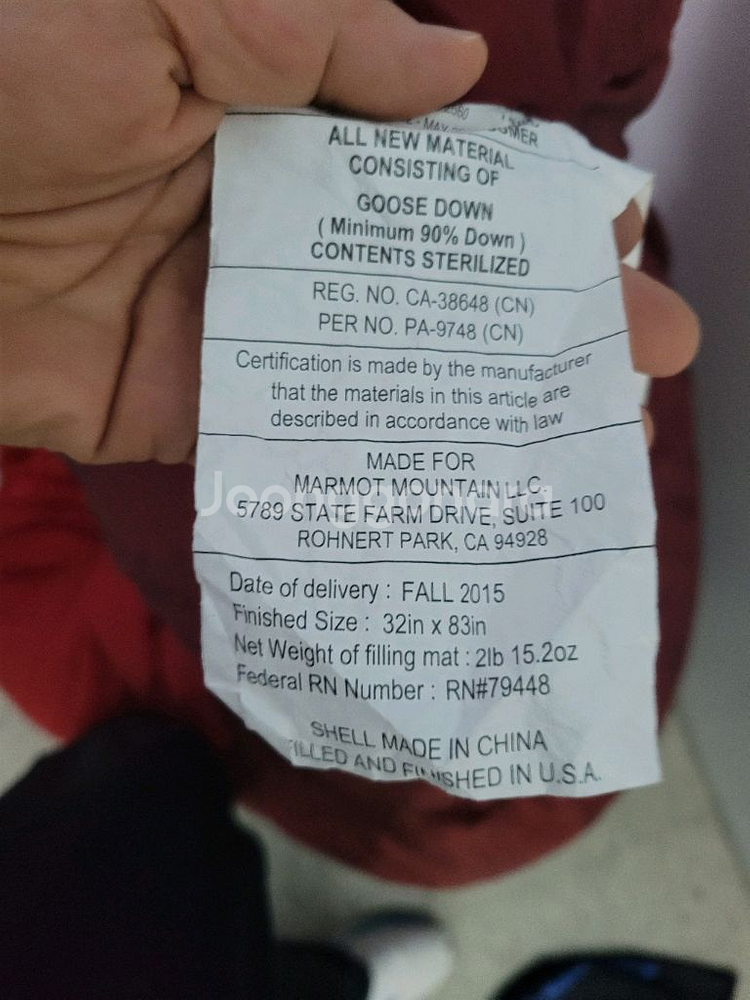 ALL NEW MATERIAL
CONSISTING OF
GOOSE DOWN
( Minimum 90% Down )
CONTENTS STERILIZED
REG. NO. CA-38648 (CN)
PER NO. PA-9748 (CN)
Certification is made by the manufacturer
that the materials in this article are
described in accordance with law
MADE FOR
MARMOT MOUNTAIN LLC.
5789 STATE FARM DRIVE, SUITE 100
ROHNERT PARK, CA 94928
Date of delivery : FALL 2015
Finished Size : 32in x 83in
Net Weight of filling mat : 2lb 15.2oz
Federal RN Number : RN#79448
SHELL MADE IN CHINA
FILLED AND FINISHED IN U.S.A.